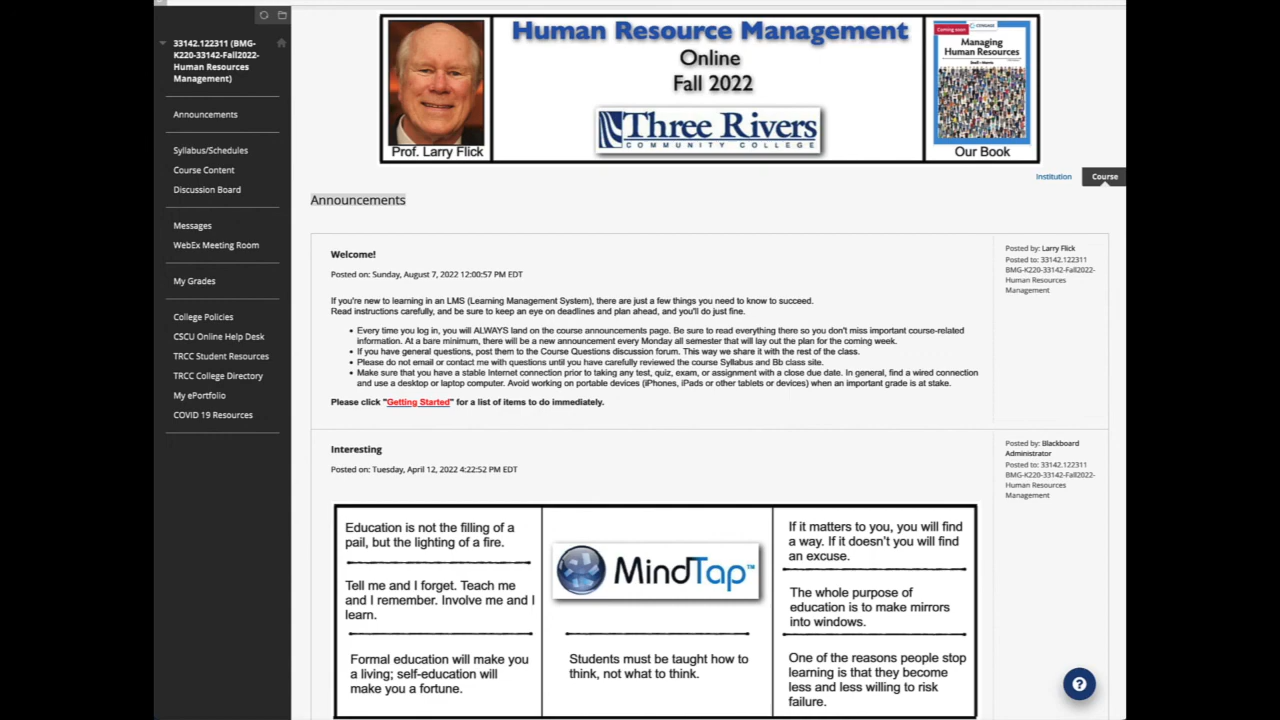 33142.122311 (BMG-
K220-33142-Fall2022-
Human Resources
Management)
Announcements
Syllabus/Schedules
Course Content
Discussion Board
Messages
WebEx Meeting Room
My Grades
College Policies
CSCU Online Help Desk
TRCC Student Resources
TRCC College Directory
My ePortfolio
COVID 19 Resources
Prof. Larry Flick
Human Resource Management
Online
Fall 2022
Three Rivers
COMMUNITY COLLEGE
Coming soon
CENGAGE
Managing
Human Resources
Snell • Morris
Our Book
Institution
Course
Announcements
Welcome!
Posted on: Sunday, August 7, 2022 12:00:57 PM EDT
If you're new to learning in an LMS (Learning Management System), there are just a few things you need to know to succeed.
Read instructions carefully, and be sure to keep an eye on deadlines and plan ahead, and you'll do just fine.
• Every time you log in, you will ALWAYS land on the course announcements page. Be sure to read everything there so you don't miss important course-related
information. At a bare minimum, there will be a new announcement every Monday all semester that will lay out the plan for the coming week.
• If you have general questions, post them to the Course Questions discussion forum. This way we share it with the rest of the class.
• Please do not email or contact me with questions until you have carefully reviewed the course Syllabus and Bb class site.
• Make sure that you have a stable Internet connection prior to taking any test, quiz, exam, or assignment with a close due date. In general, find a wired connection
and use a desktop or laptop computer. Avoid working on portable devices (iPhones, iPads or other tablets or devices) when an important grade is at stake.
Please click "Getting Started" for a list of items to do immediately.
Posted by: Larry Flick
Posted to: 33142.122311
BMG-K220-33142-Fall2022-
Human Resources
Management
Interesting
Posted on: Tuesday, April 12, 2022 4:22:52 PM EDT
Posted by: Blackboard
Administrator
Posted to: 33142.122311
BMG-K220-33142-Fall2022-
Human Resources
Management
Education is not the filling of a
pail, but the lighting of a fire.
Tell me and I forget. Teach me
and I remember. Involve me and I
learn.
Formal education will make you
a living; self-education will
make you a fortune.
MindTap™
Students must be taught how to
think, not what to think.
If it matters to you, you will find
a way. If it doesn't you will find
an excuse.
The whole purpose of
education is to make mirrors
into windows.
One of the reasons people stop
learning is that they become
less and less willing to risk
failure.
?